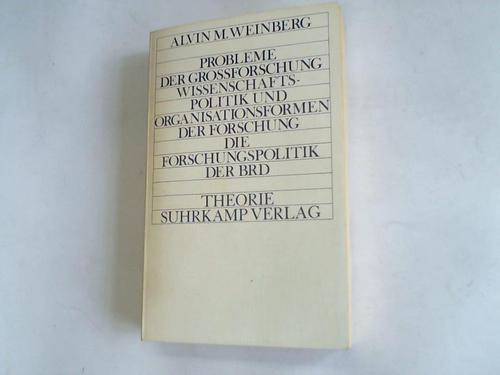 ALVIN M. WEINBERG
PROBLEME
DER GROSSFORSCHUNG
WISSENSCHAFTS-
POLITIK UND
ORGANISATIONSFORMEN
DER FORSCHUNG
DIE
FORSCHUNGSPOLITIK
DER BRD
THEORIE
SUHRKAMP VERLAG